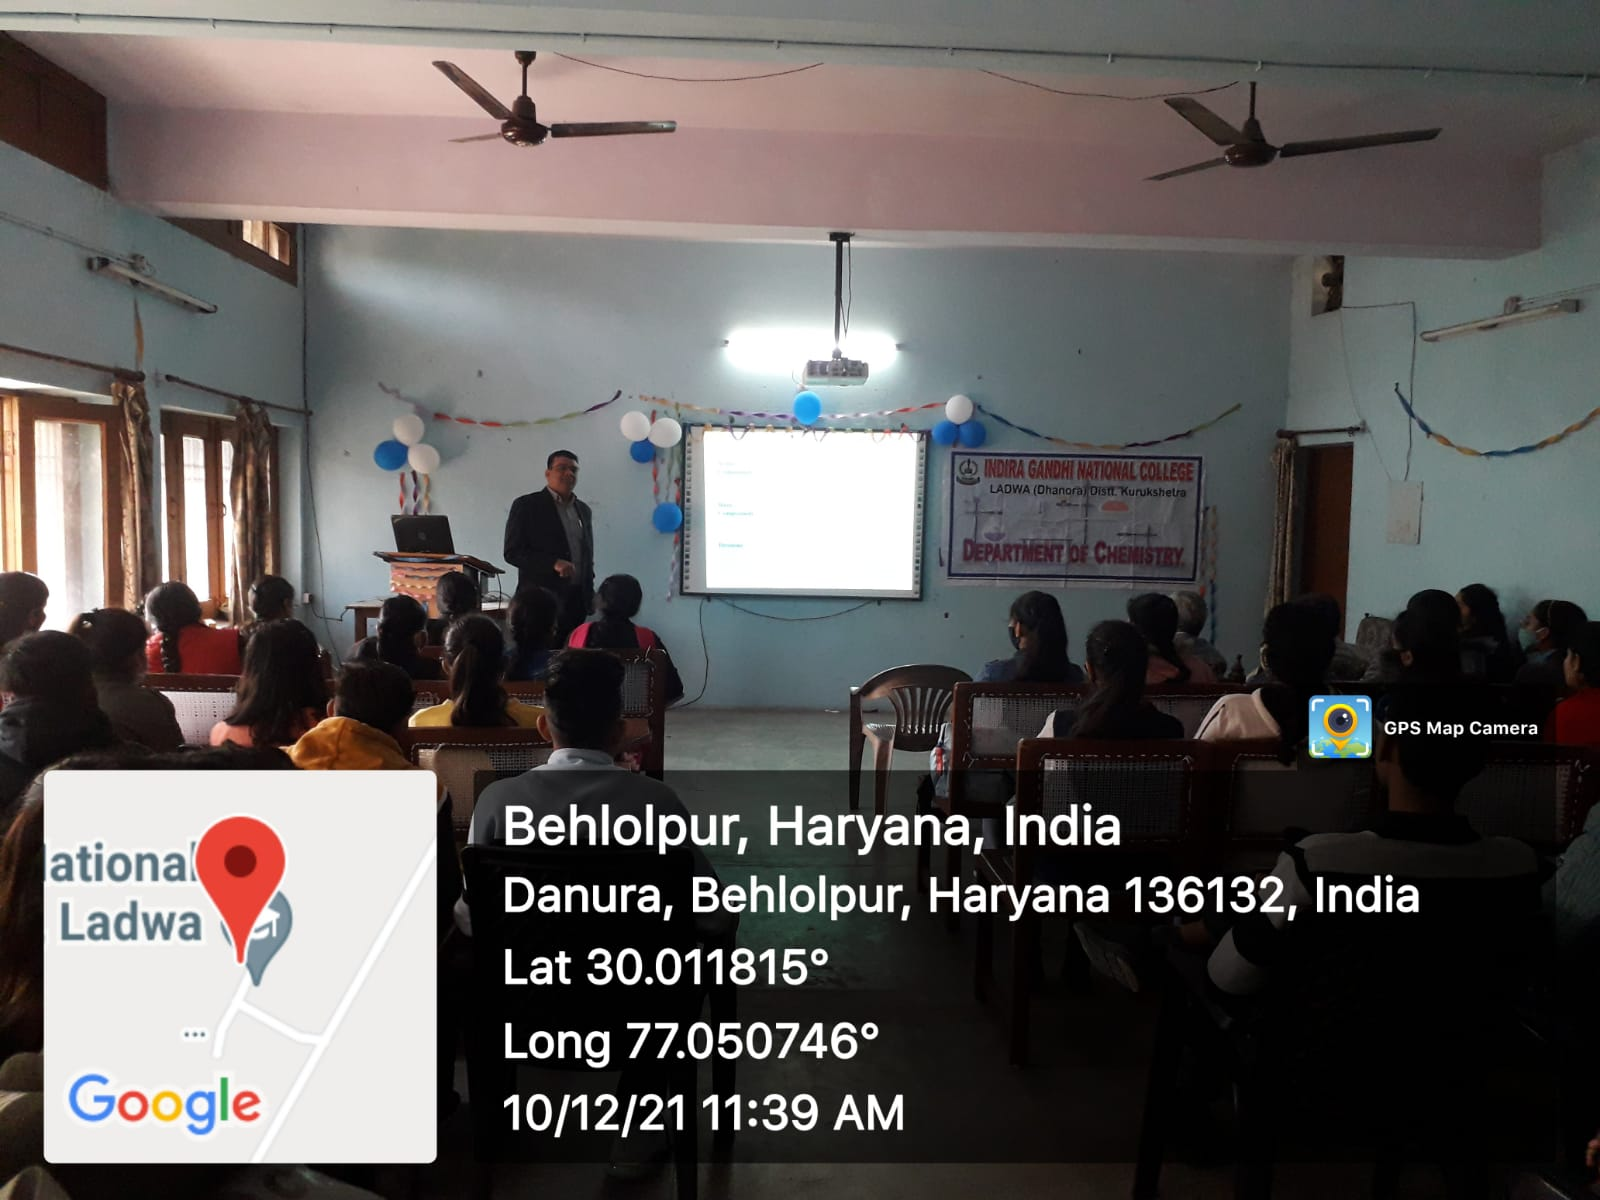 INDIRA GANDHI NATIONAL COLLEGE
LADWA (Dhanora) Distt. Kurukshetra
DEPARTMENT OF CHEMISTRY.
GPS Map Camera
ational
Ladwa
...
Google
Behlolpur, Haryana, India
Danura, Behlolpur, Haryana 136132, India
Lat 30.011815°
Long 77.050746°
10/12/21 11:39 AM